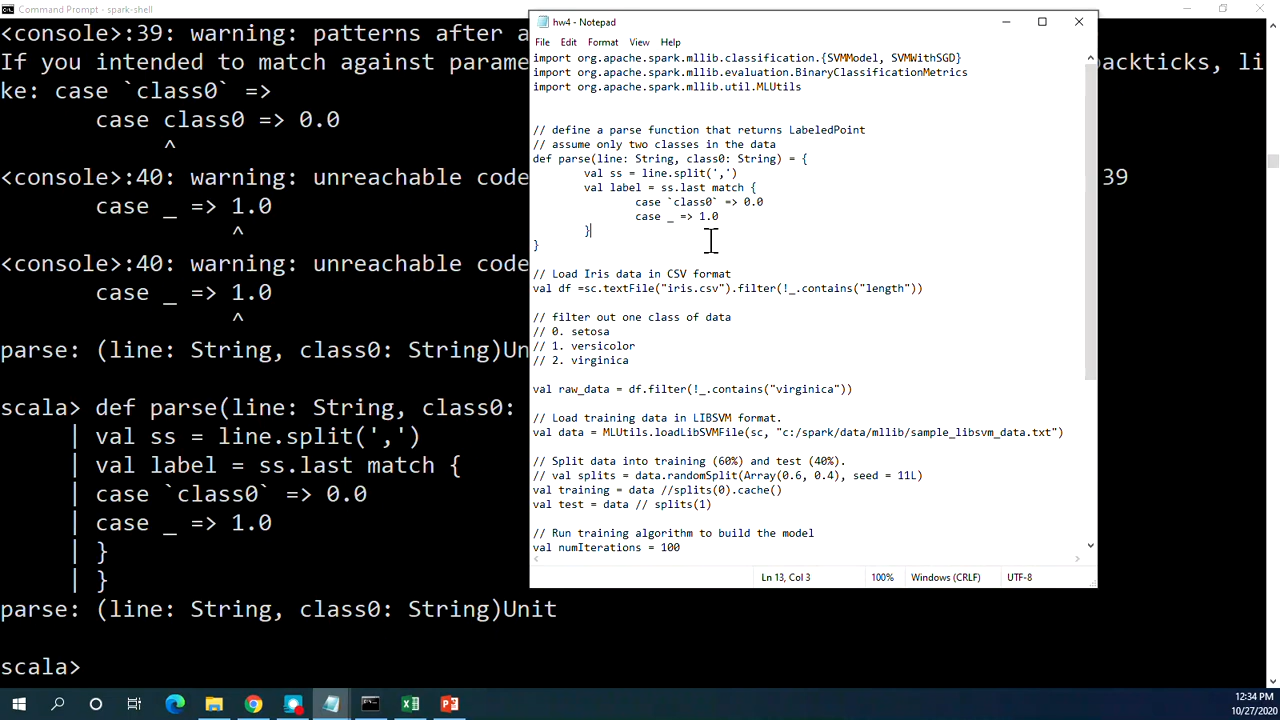 Command Prompt - spark-shell
<console>:39: warning: patterns after a
If you intended to match against parame
backticks, li
ke: case `class0` =>
case class0 => 0.0
^
<console>:40: warning: unreachable code
39
case _ => 1.0
^
<console>:40: warning: unreachable code
case _ => 1.0
^
parse: (line: String, class0: String)Un
scala> def parse(line: String, class0:
| val ss = line.split(',')
| val label = ss.last match {
| case `class0` => 0.0
| case _ => 1.0
| }
| }
parse: (line: String, class0: String)Unit
scala>
hw4 - Notepad
File Edit Format View Help
import org.apache.spark.mllib.classification.{SVMModel, SVMWithSGD}
import org.apache.spark.mllib.evaluation.BinaryClassificationMetrics
import org.apache.spark.mllib.util.MLUtils
// define a parse function that returns LabeledPoint
// assume only two classes in the data
def parse(line: String, class0: String) = {
val ss = line.split(',')
val label = ss.last match {
case `class0` => 0.0
case _ => 1.0
}
}
// Load Iris data in CSV format
val df =sc.textFile("iris.csv").filter(!_.contains("length"))
// filter out one class of data
// 0. setosa
// 1. versicolor
// 2. virginica
val raw_data = df.filter(!_.contains("virginica"))
// Load training data in LIBSVM format.
val data = MLUtils.loadLibSVMFile(sc, "c:/spark/data/mllib/sample_libsvm_data.txt")
// Split data into training (60%) and test (40%).
// val splits = data.randomSplit(Array(0.6, 0.4), seed = 11L)
val training = data //splits(0).cache()
val test = data // splits(1)
// Run training algorithm to build the model
val numIterations = 100
Ln 13, Col 3
100%
Windows (CRLF)
UTF-8
12:34 PM
10/27/2020